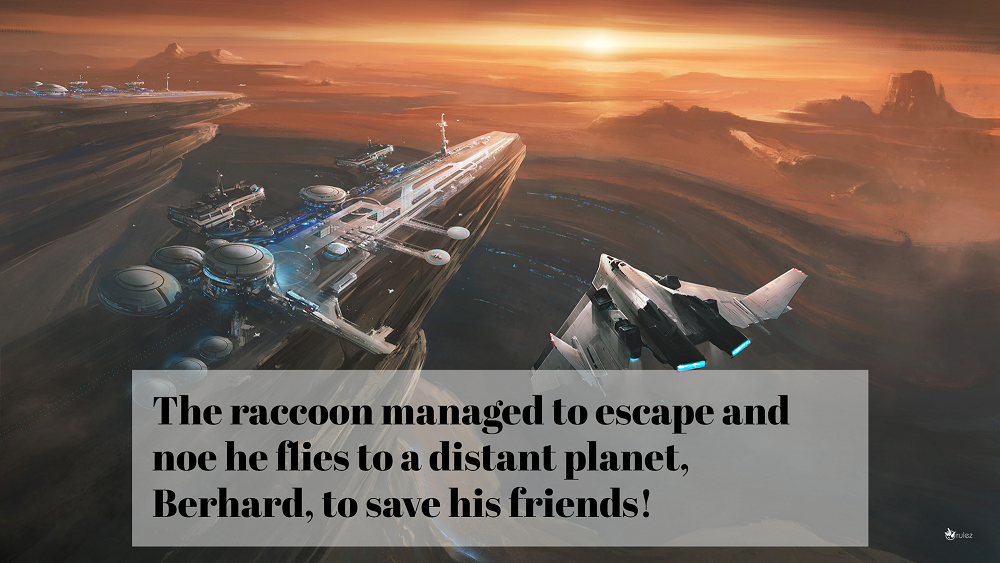 The raccoon managed to escape and
noe he flies to a distant planet,
Berhard, to save his friends!
rulez